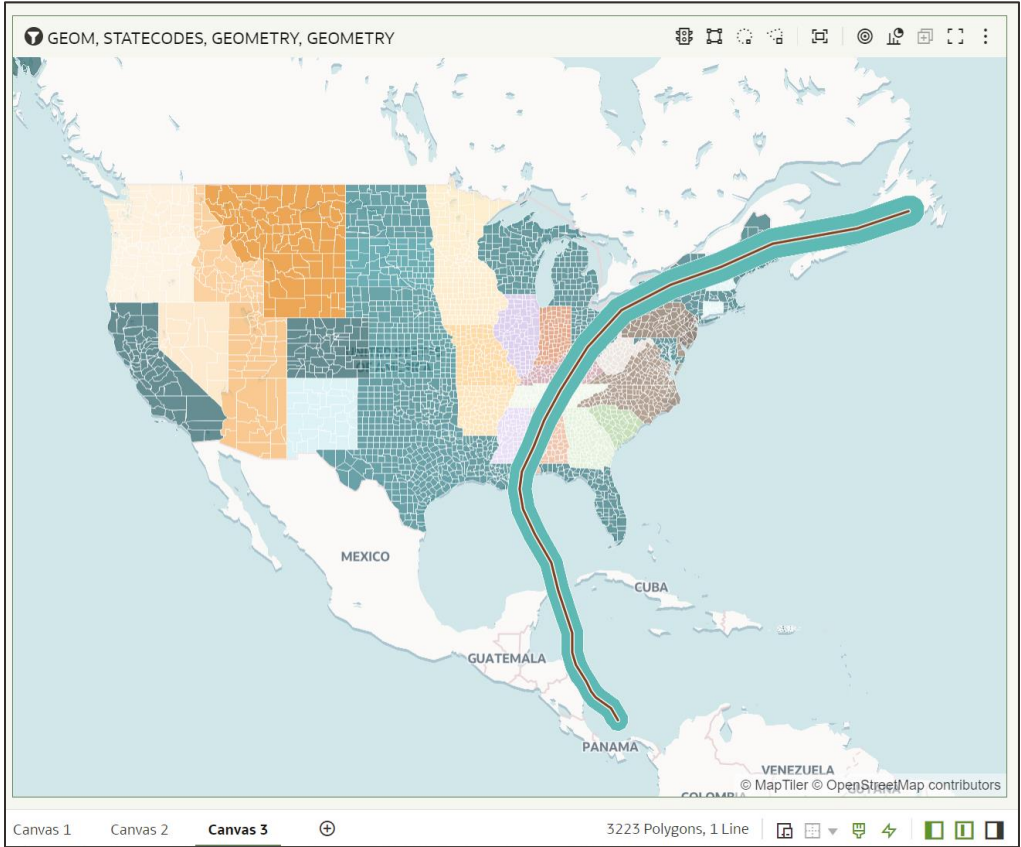 GEOM, STATECODES, GEOMETRY, GEOMETRY
MEXICO
CUBA
GUATEMALA
PANAMA
VENEZUELA
© MapTiler © OpenStreetMap contributors
COLOMBIA
Canvas 1 Canvas 2 Canvas 3 3223 Polygons, 1 Line